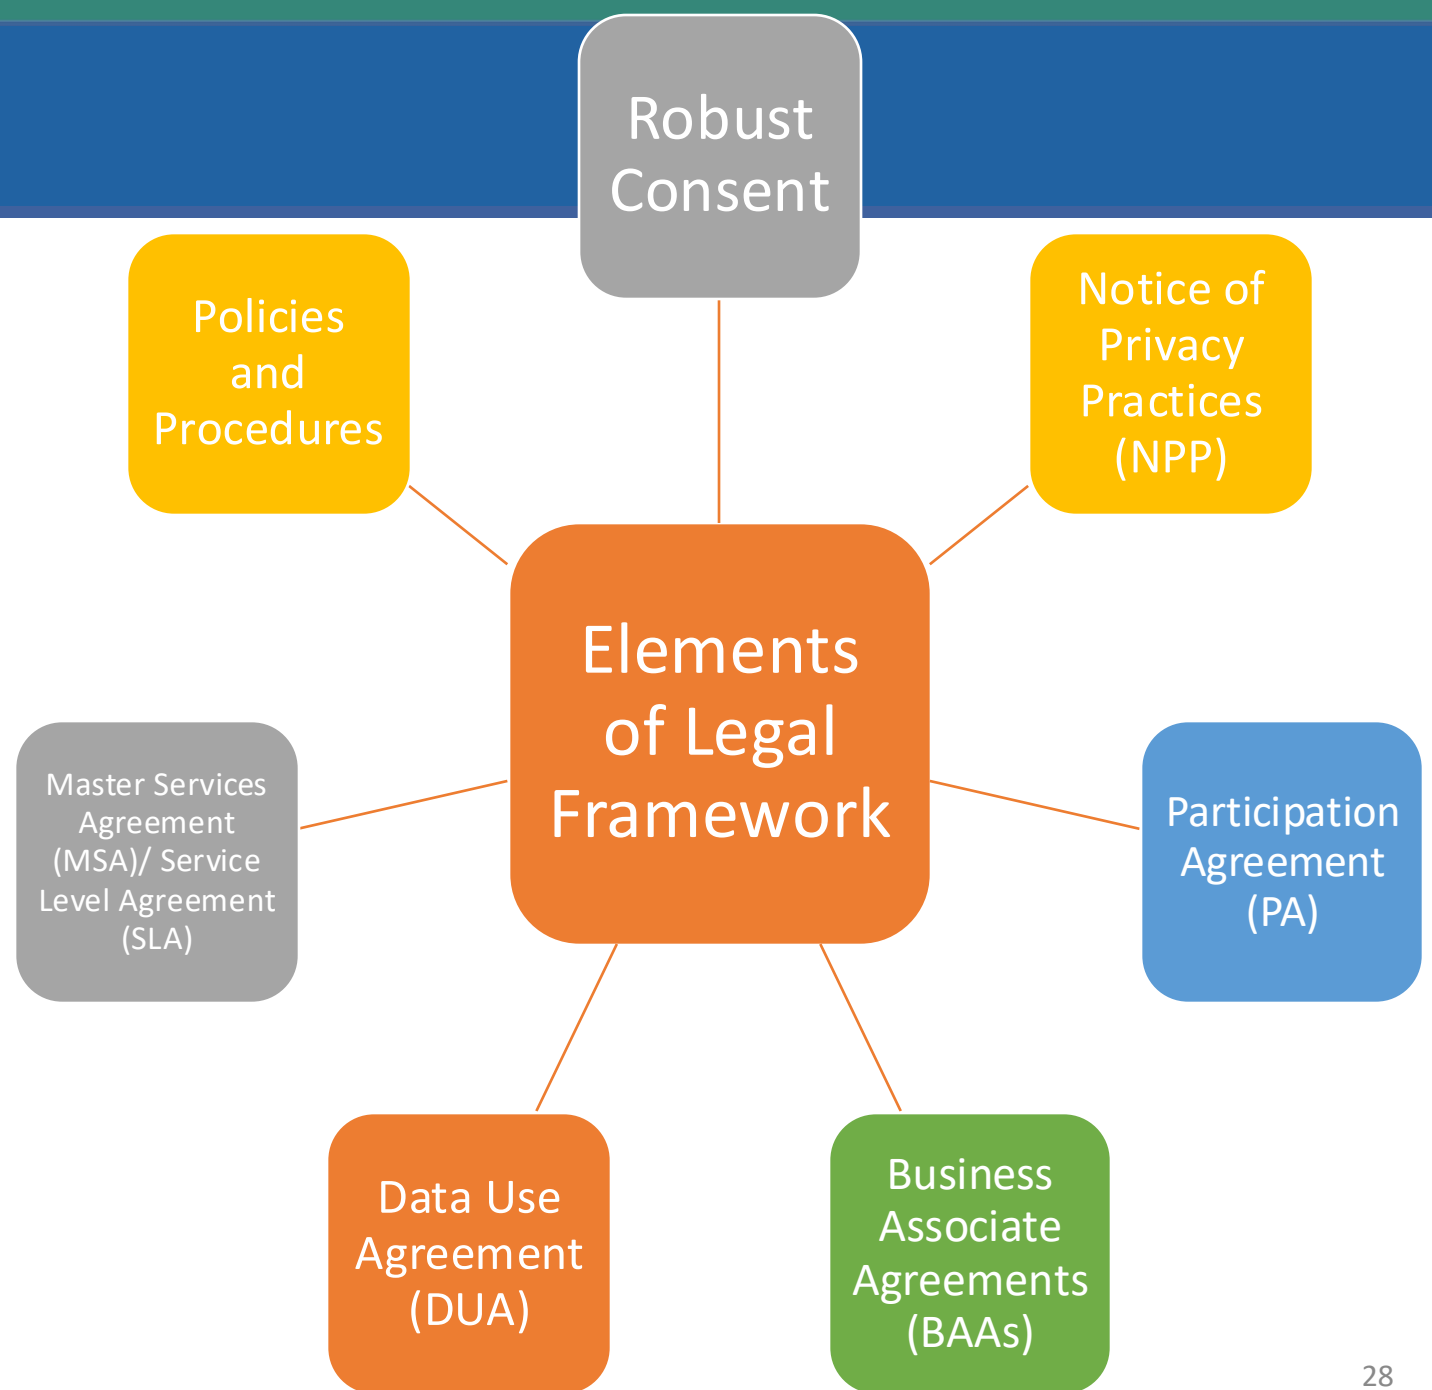 Robust
Consent
Policies
and
Procedures
Notice of
Privacy
Practices
(NPP)
Elements
of Legal
Framework
Master Services
Agreement
(MSA)/ Service
Level Agreement
(SLA)
Participation
Agreement
(PA)
Data Use
Agreement
(DUA)
Business
Associate
Agreements
(BAAs)
28